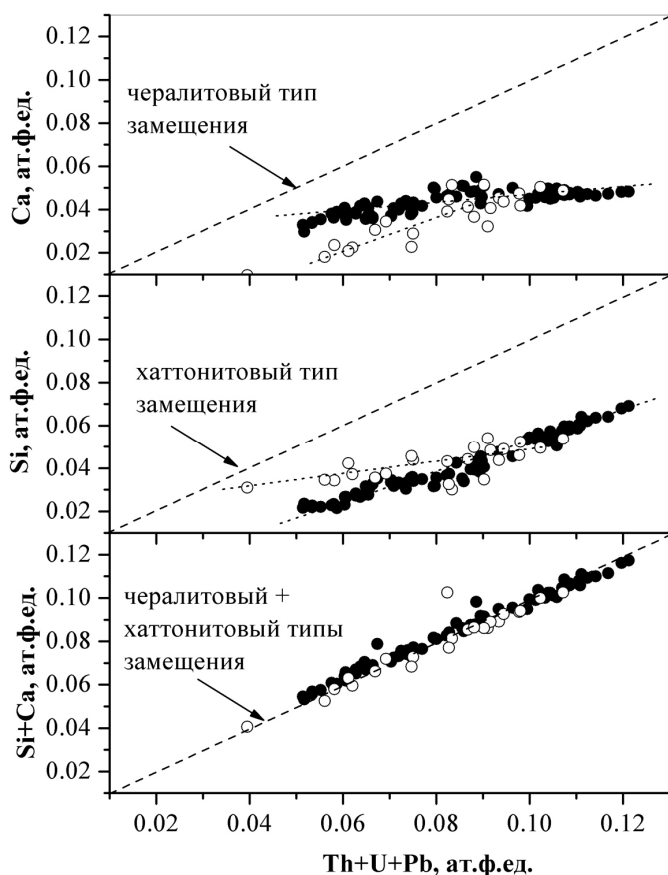 0.12
0.10
0.08
0.06
0.04
0.02
Ca, ат.ф.ед.
чералитовый тип
замещения
0.12
0.10
0.08
0.06
0.04
0.02
Si, ат.ф.ед.
хаттонитовый тип
замещения
0.12
0.10
0.08
0.06
0.04
0.02
Si+Ca, ат.ф.ед.
чералитовый +
хаттонитовый типы
замещения
0.02 0.04 0.06 0.08 0.10 0.12
Th+U+Pb, ат.ф.ед.